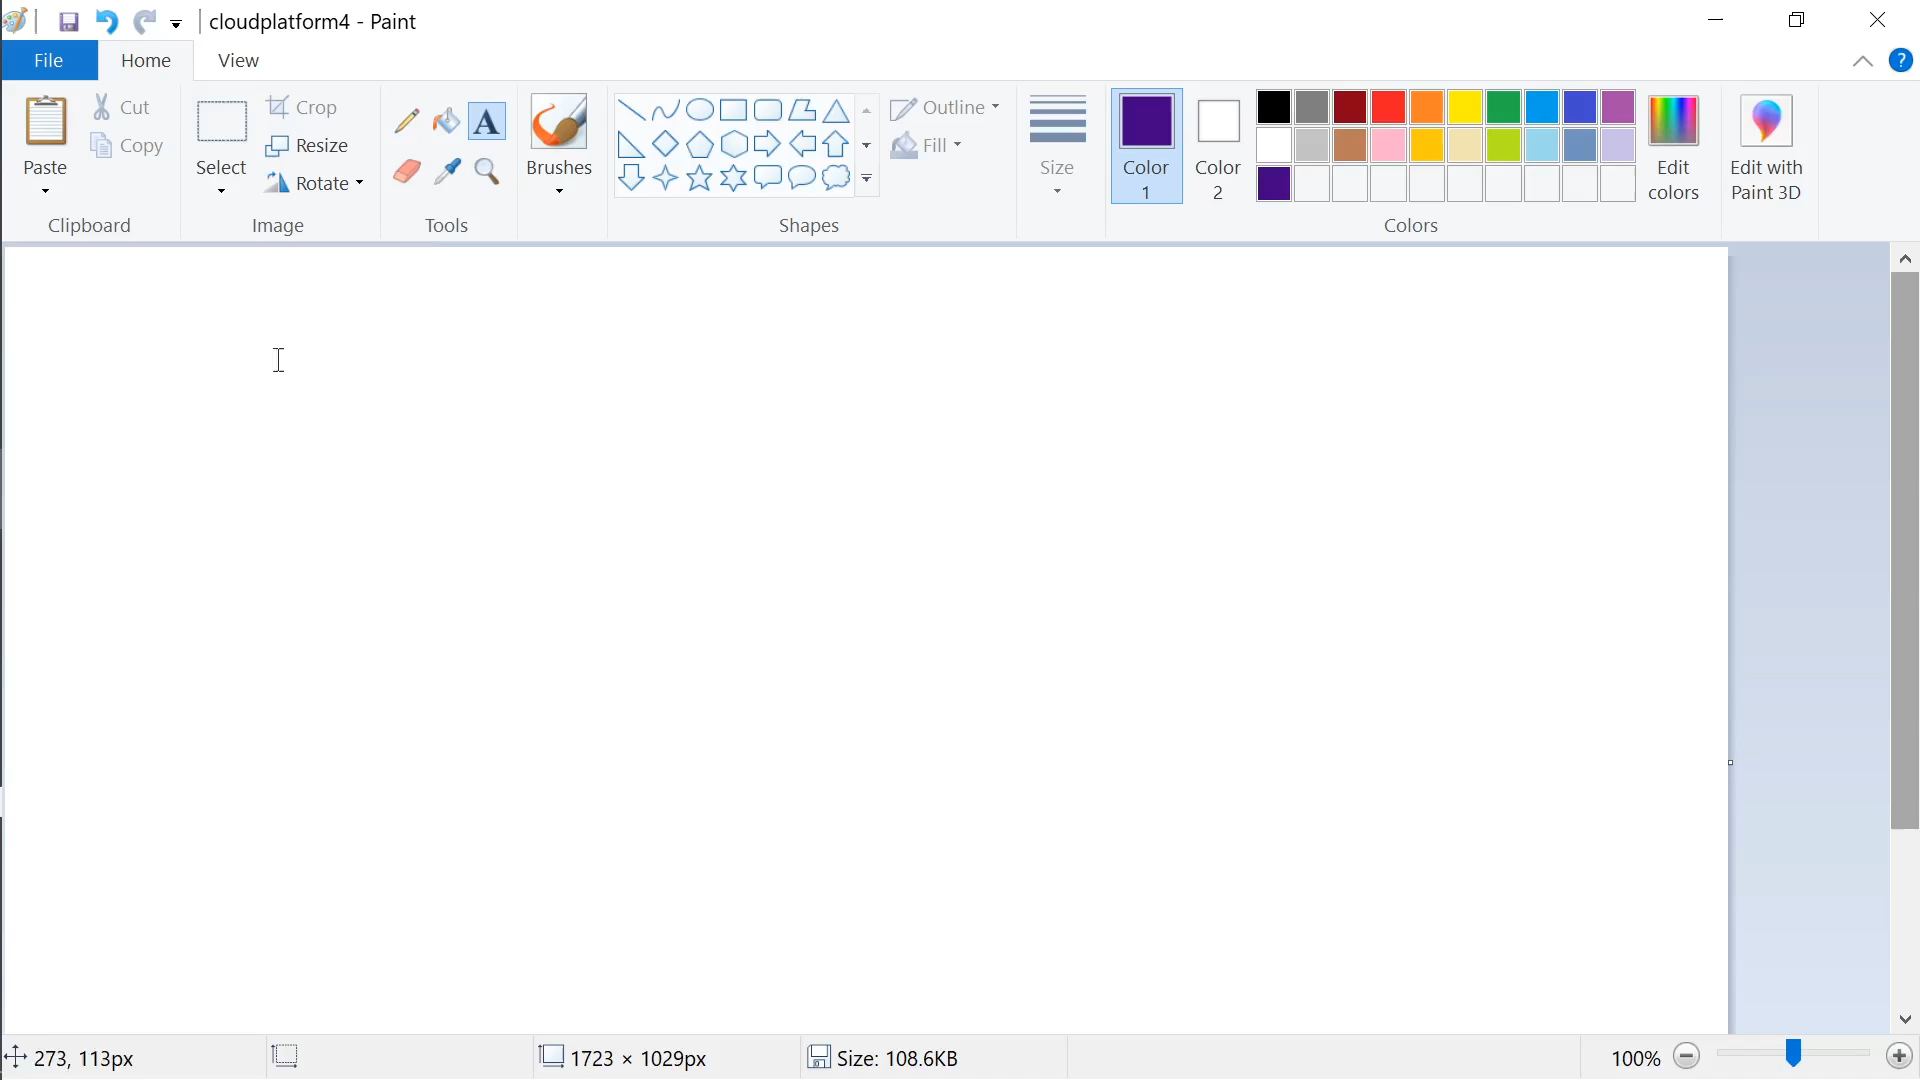 cloudplatform4 - Paint
File Home View ?
Paste
Cut
Copy
Clipboard
Select
Crop
Resize
Rotate
Image
A
Tools
Brushes
Shapes
Outline
Fill
Size
Color
1
Color
2
Colors
Edit
colors
Edit with
Paint 3D
273, 113px
1723 × 1029px
Size: 108.6KB
100%